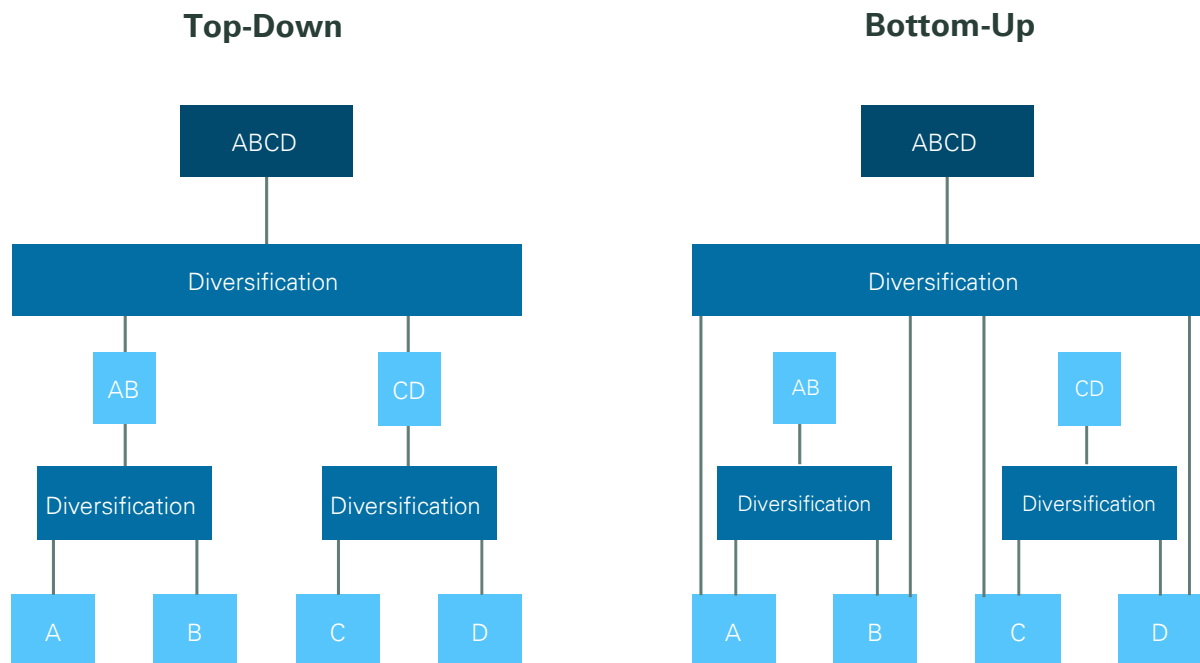 Top-Down
ABCD
Diversification
AB
CD
Diversification
Diversification
A
B
C
D
Bottom-Up
ABCD
Diversification
AB
CD
Diversification
Diversification
A
B
C
D